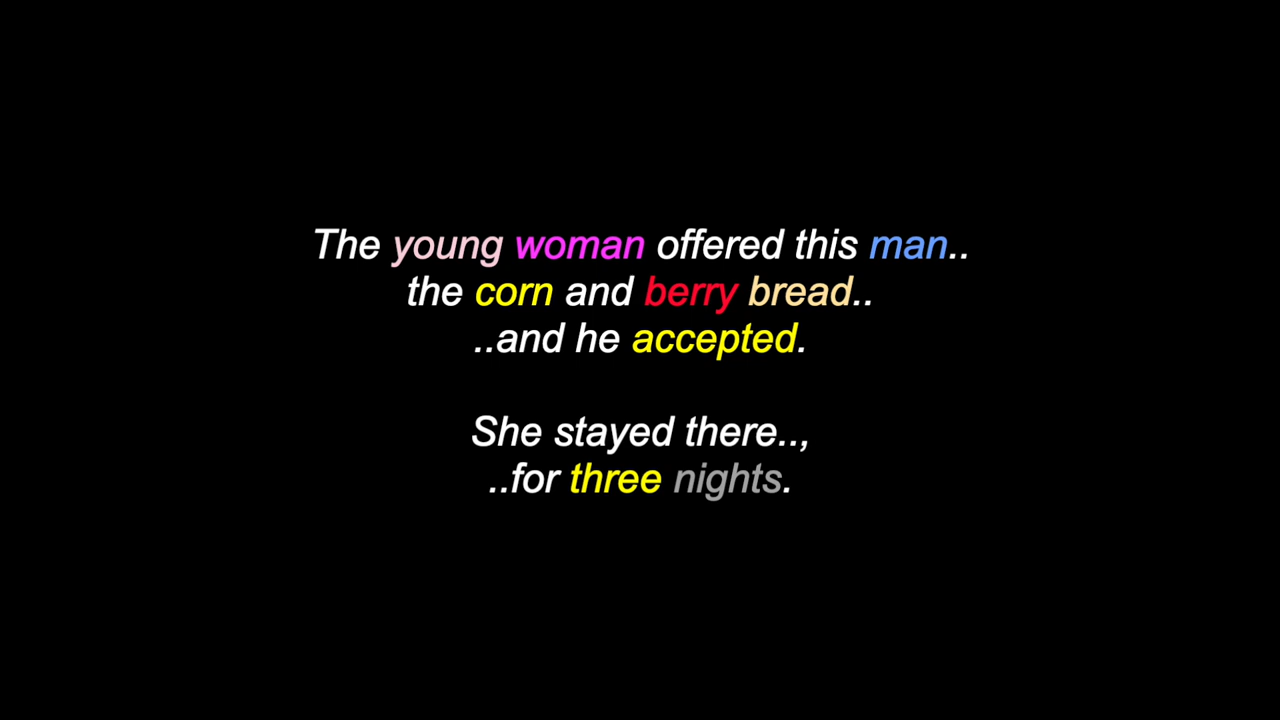 The young woman offered this man..
the corn and berry bread..
..and he accepted.
She stayed there..,
..for three nights.